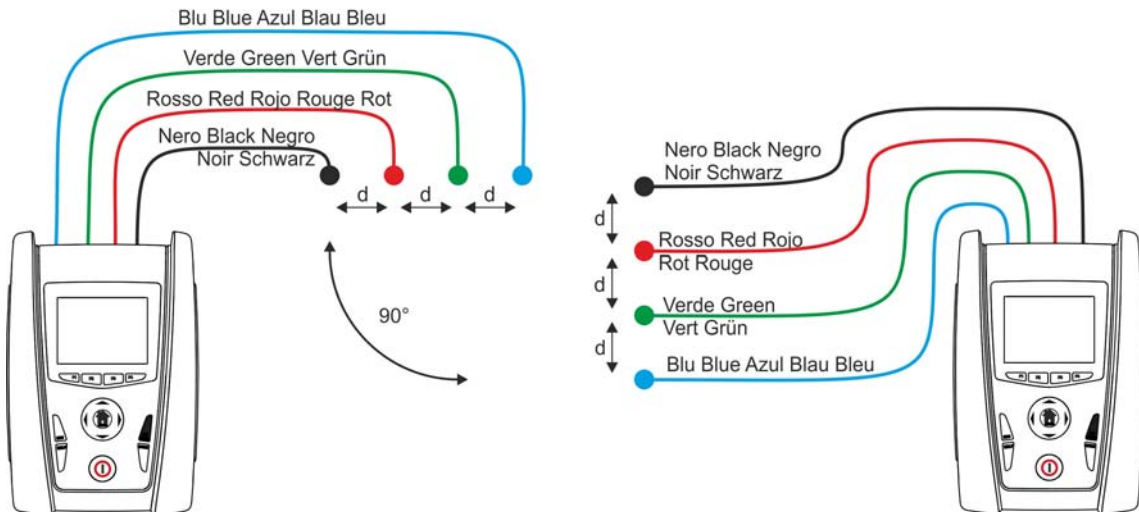 Blu Blue Azul Blau Bleu
Verde Green Vert Grün
Rosso Red Rojo Rouge Rot
Nero Black Negro
Noir Schwarz
d d d
90°
Nero Black Negro
Noir Schwarz
d
Rosso Red Rojo
Rot Rouge
d
Verde Green
Vert Grün
d
Blu Blue Azul Blau Bleu